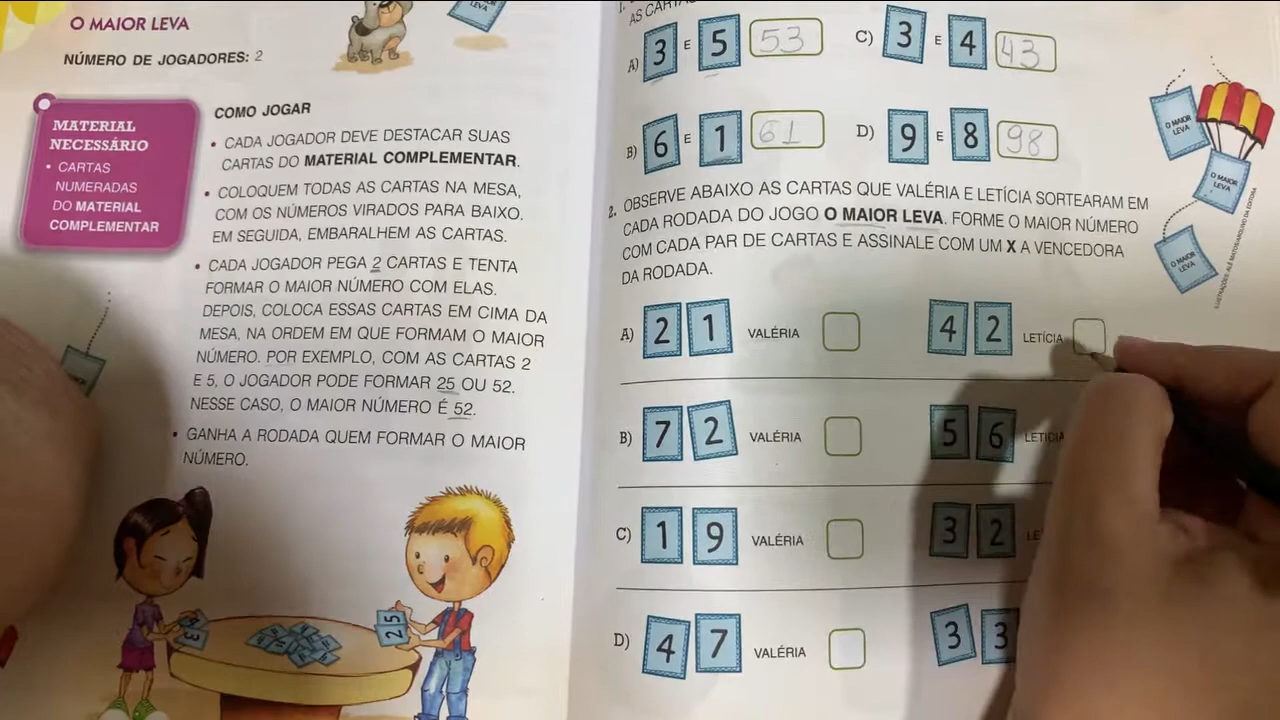 O MAIOR LEVA
NÚMERO DE JOGADORES: 2
LEVA
MATERIAL
NECESSÁRIO
• CARTAS
NUMERADAS
DO MATERIAL
COMPLEMENTAR
COMO JOGAR
• CADA JOGADOR DEVE DESTACAR SUAS
CARTAS DO MATERIAL COMPLEMENTAR.
• COLOQUEM TODAS AS CARTAS NA MESA,
COM OS NÚMEROS VIRADOS PARA BAIXO.
EM SEGUIDA, EMBARALHEM AS CARTAS.
• CADA JOGADOR PEGA 2 CARTAS E TENTA
FORMAR O MAIOR NÚMERO COM ELAS.
DEPOIS, COLOCA ESSAS CARTAS EM CIMA DA
MESA, NA ORDEM EM QUE FORMAM O MAIOR
NÚMERO. POR EXEMPLO, COM AS CARTAS 2
E 5, O JOGADOR PODE FORMAR 25 OU 52.
NESSE CASO, O MAIOR NÚMERO É 52.
• GANHA A RODADA QUEM FORMAR O MAIOR
NÚMERO.
2 5
1.
AS CARTAS
A) 3 E 5 53
C) 3 E 4 43
B) 6 E 1 61
D) 9 E 8 98
2. OBSERVE ABAIXO AS CARTAS QUE VALÉRIA E LETÍCIA SORTEARAM EM
CADA RODADA DO JOGO O MAIOR LEVA. FORME O MAIOR NÚMERO
COM CADA PAR DE CARTAS E ASSINALE COM UM X A VENCEDORA
DA RODADA.
A) 2 1 VALÉRIA 4 2 LETÍCIA
B) 7 2 VALÉRIA 5 6 LETÍCIA
C) 1 9 VALÉRIA 3 2 LE
D) 4 7 VALÉRIA 3 3
O MAIOR
LEVA
O MAIOR
LEVA
O MAIOR
LEVA